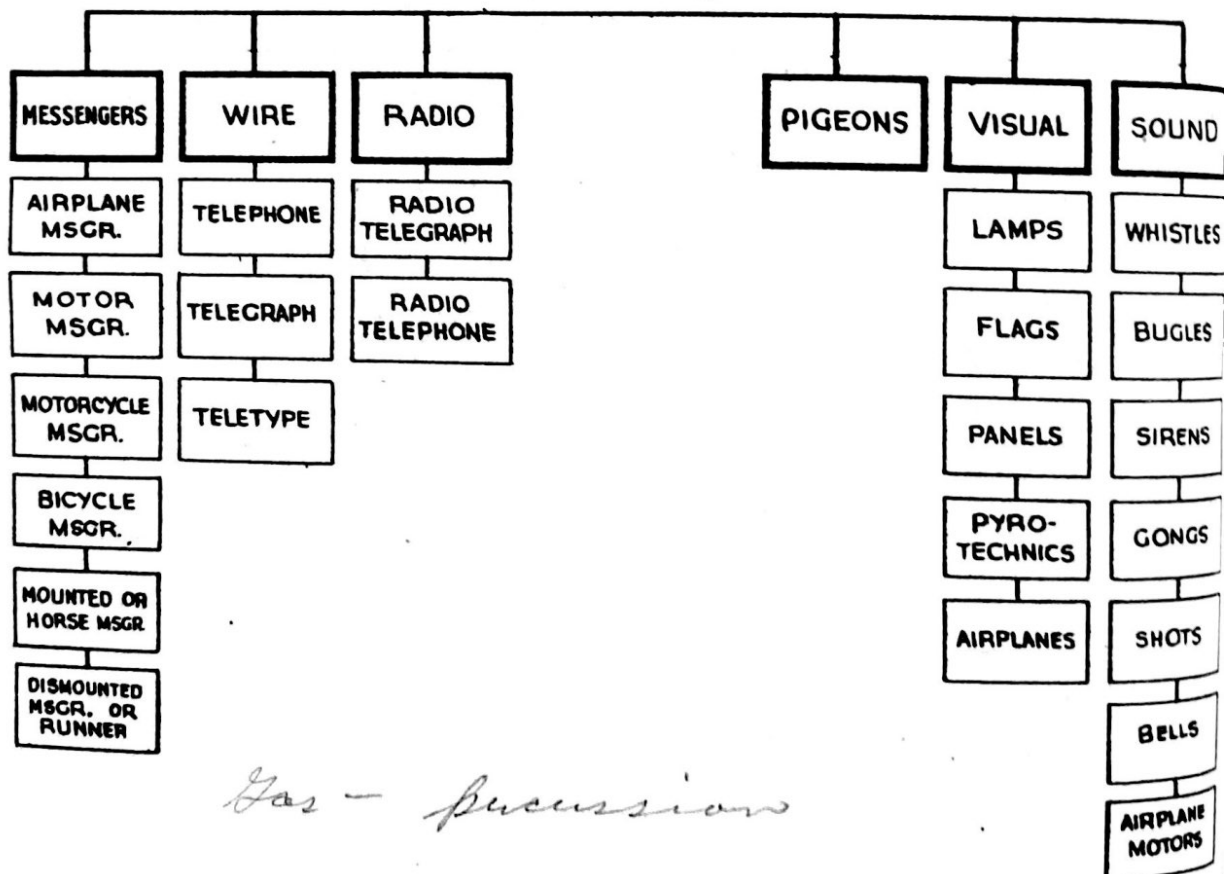 MESSENGERS
AIRPLANE
MSGR.
MOTOR
MSGR.
MOTORCYCLE
MSGR.
BICYCLE
MSGR.
MOUNTED OR
HORSE MSGR
DISMOUNTED
MSGR. OR
RUNNER
WIRE
TELEPHONE
TELEGRAPH
TELETYPE
RADIO
RADIO
TELEGRAPH
RADIO
TELEPHONE
PIGEONS
VISUAL
LAMPS
FLAGS
PANELS
PYRO-
TECHNICS
AIRPLANES
SOUND
WHISTLES
BUGLES
SIRENS
GONGS
SHOTS
BELLS
AIRPLANE
MOTORS
Gas -